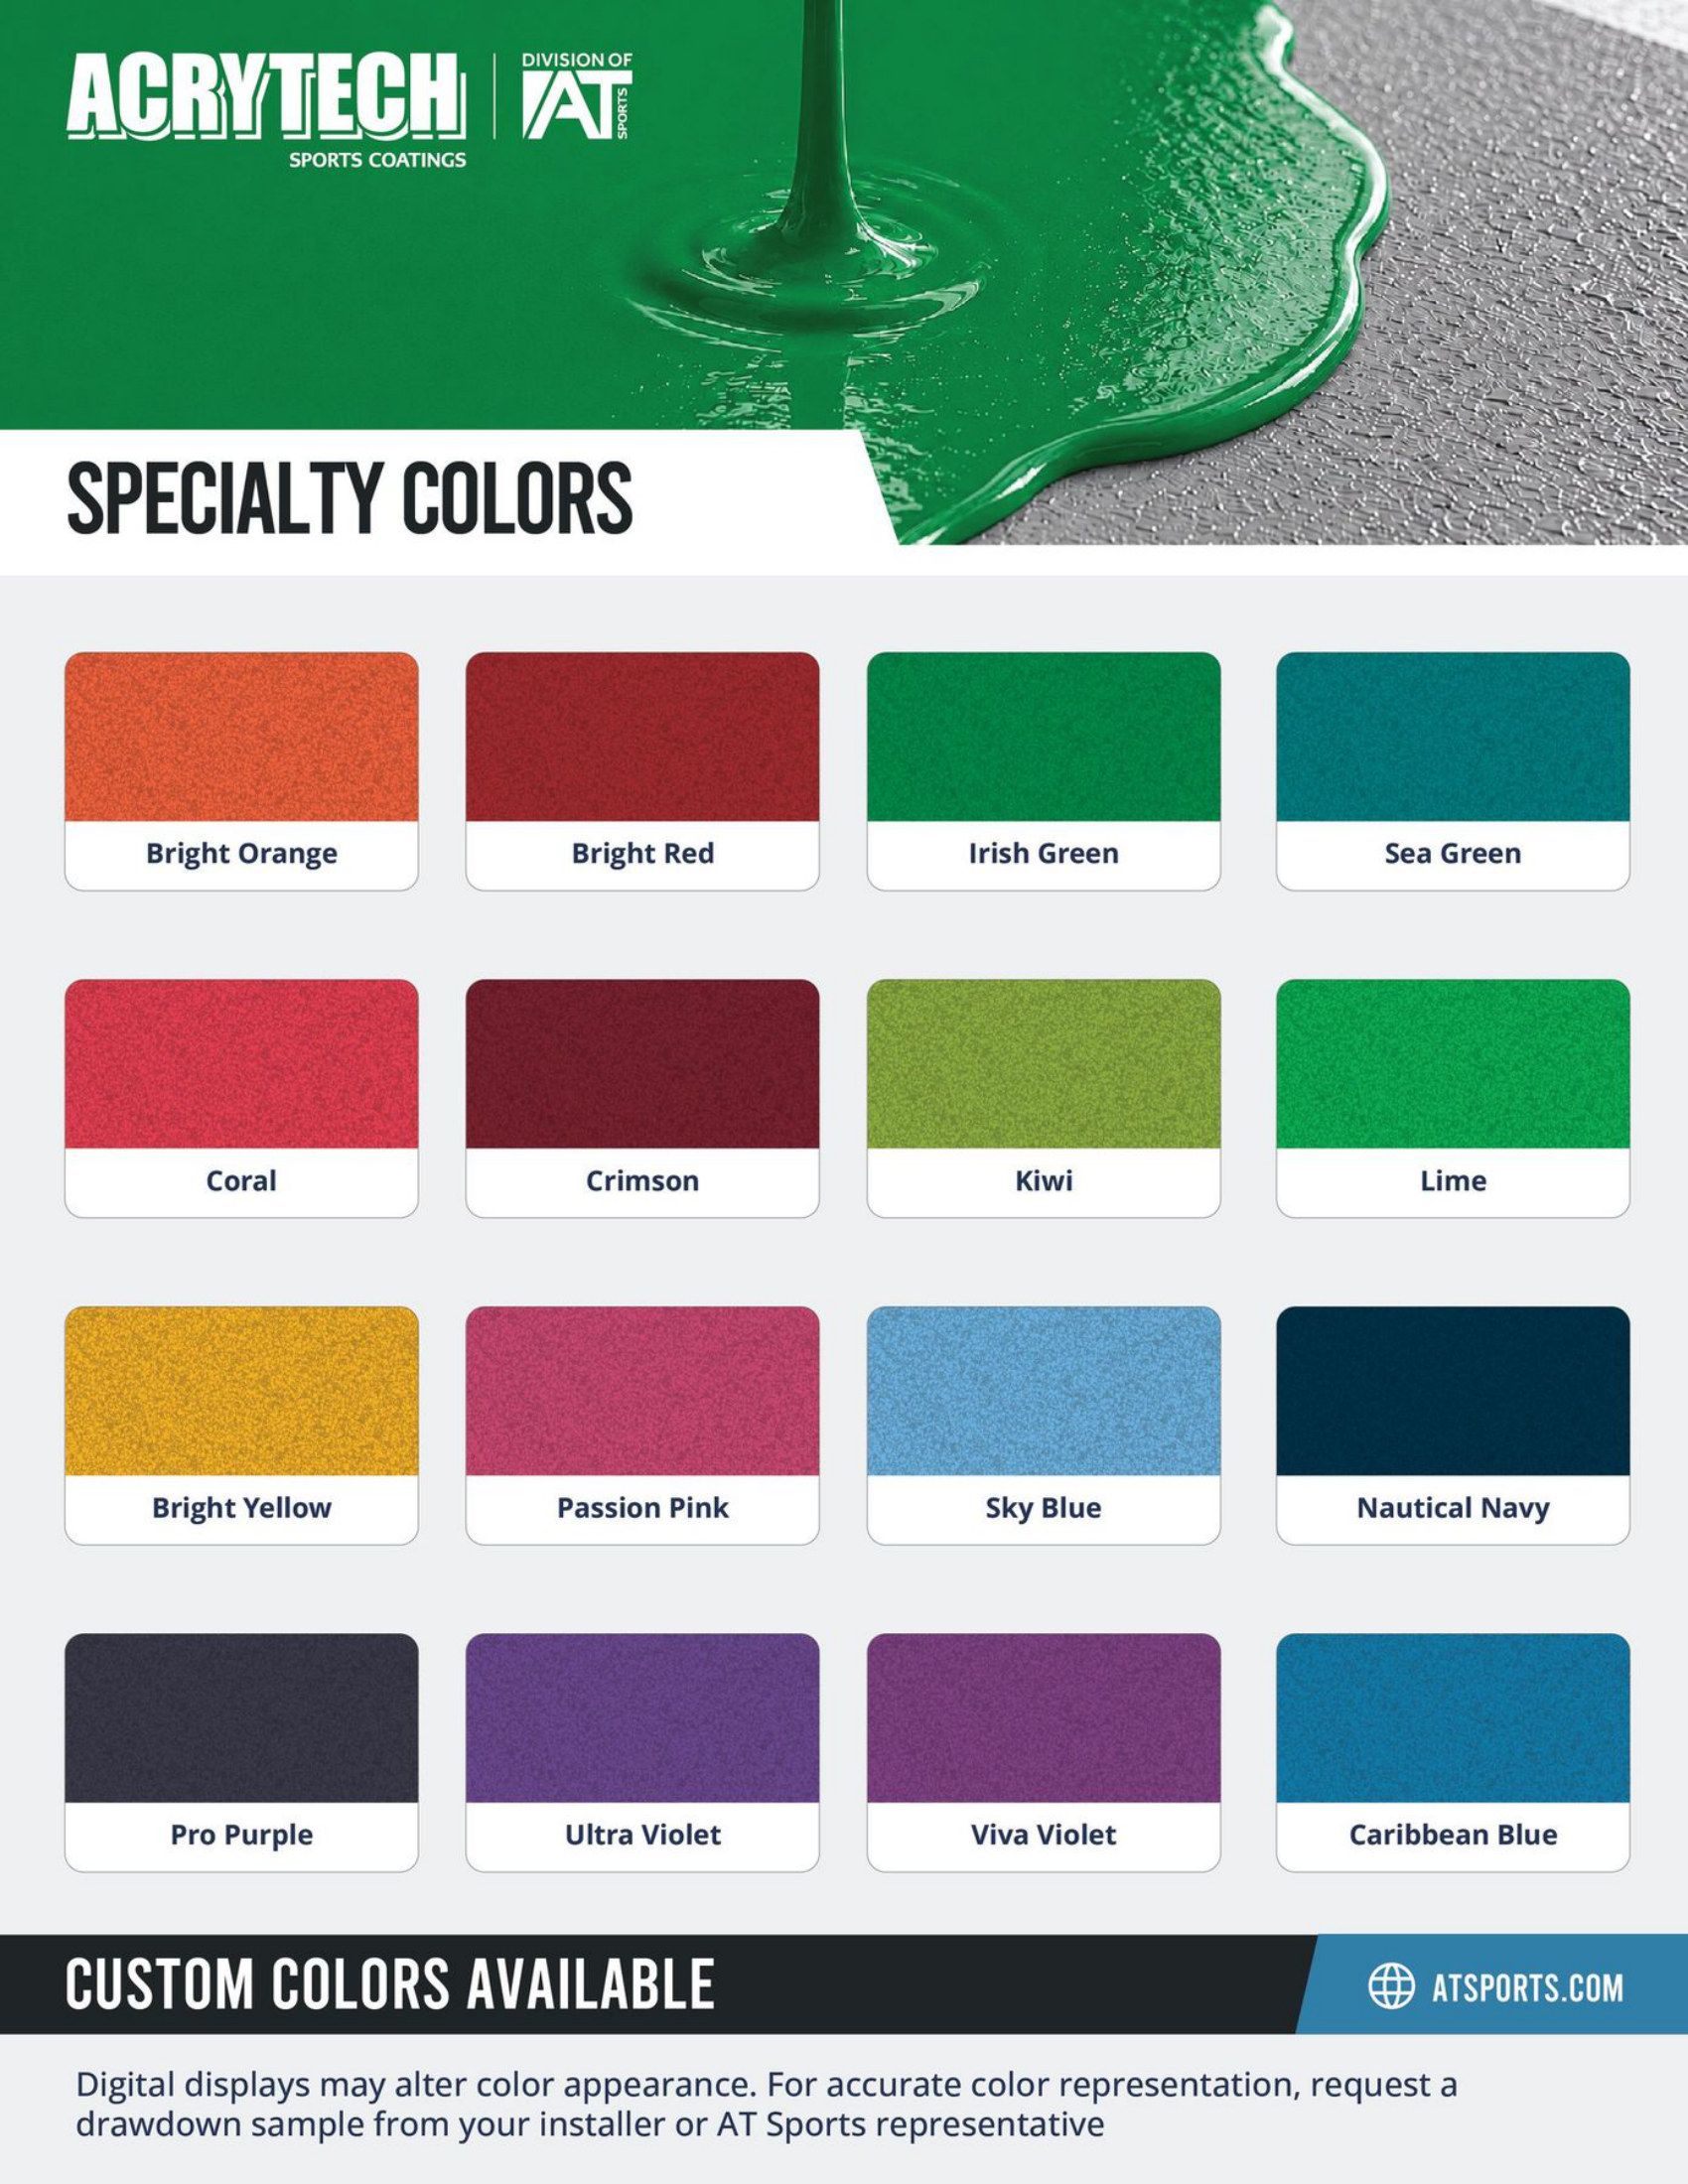 ACRYTECH
SPORTS COATINGS
DIVISION OF
AT
SPORTS
SPECIALTY COLORS
Bright Orange
Bright Red
Irish Green
Sea Green
Coral
Crimson
Kiwi
Lime
Bright Yellow
Passion Pink
Sky Blue
Nautical Navy
Pro Purple
Ultra Violet
Viva Violet
Caribbean Blue
CUSTOM COLORS AVAILABLE
ATSPORTS.COM
Digital displays may alter color appearance. For accurate color representation, request a
drawdown sample from your installer or AT Sports representative